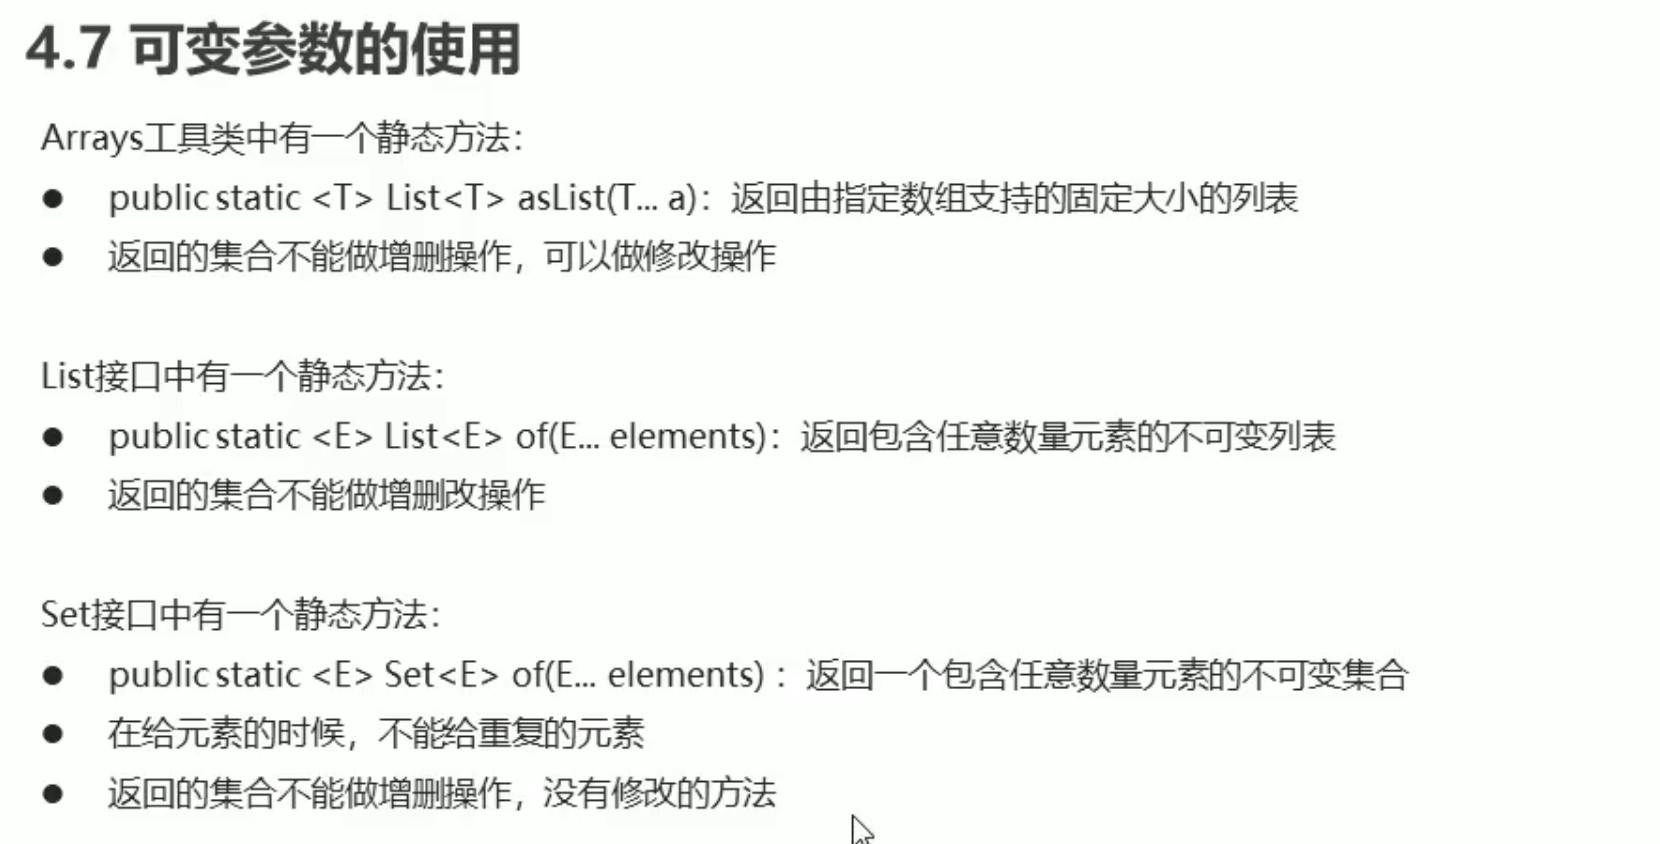 4.7 可变参数的使用
Arrays工具类中有一个静态方法：
● public static <T> List<T> asList(T... a)：返回由指定数组支持的固定大小的列表
● 返回的集合不能做增删操作，可以做修改操作
List接口中有一个静态方法：
● public static <E> List<E> of(E... elements)：返回包含任意数量元素的不可变列表
● 返回的集合不能做增删改操作
Set接口中有一个静态方法：
● public static <E> Set<E> of(E... elements) ：返回一个包含任意数量元素的不可变集合
● 在给元素的时候，不能给重复的元素
● 返回的集合不能做增删操作，没有修改的方法